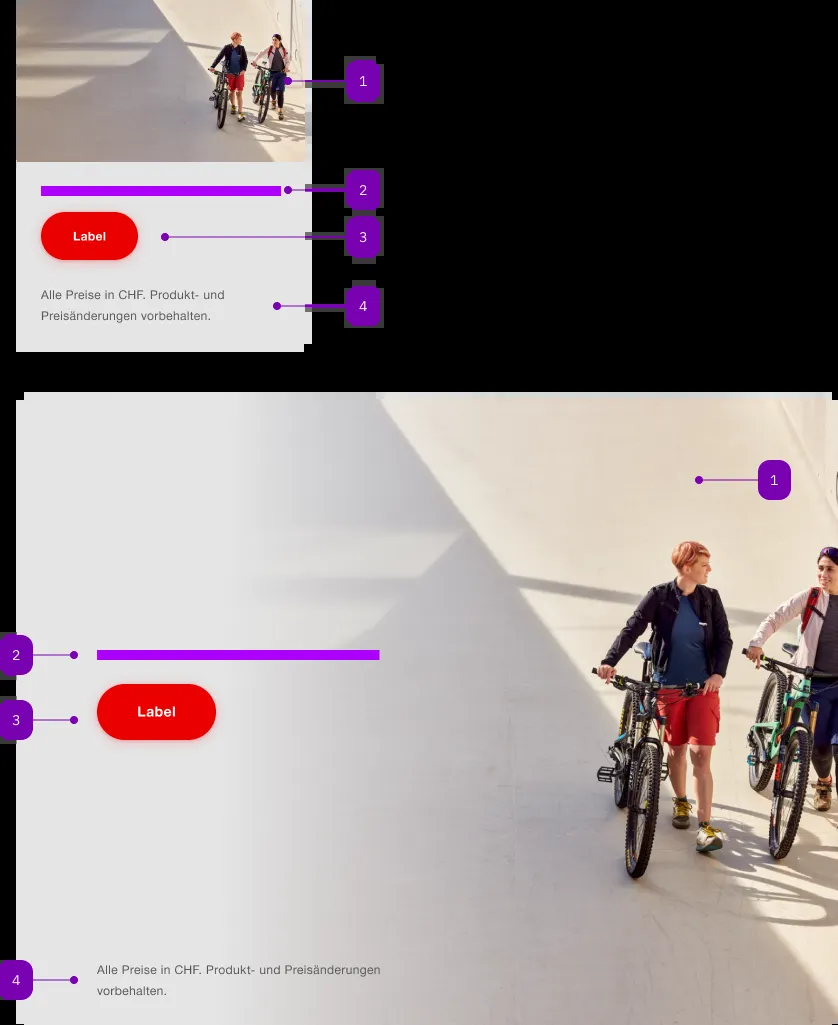 1
2
Label
3
Alle Preise in CHF. Produkt- und
Preisänderungen vorbehalten.
4
1
2
Label
3
Alle Preise in CHF. Produkt- und Preisänderungen
vorbehalten.
4